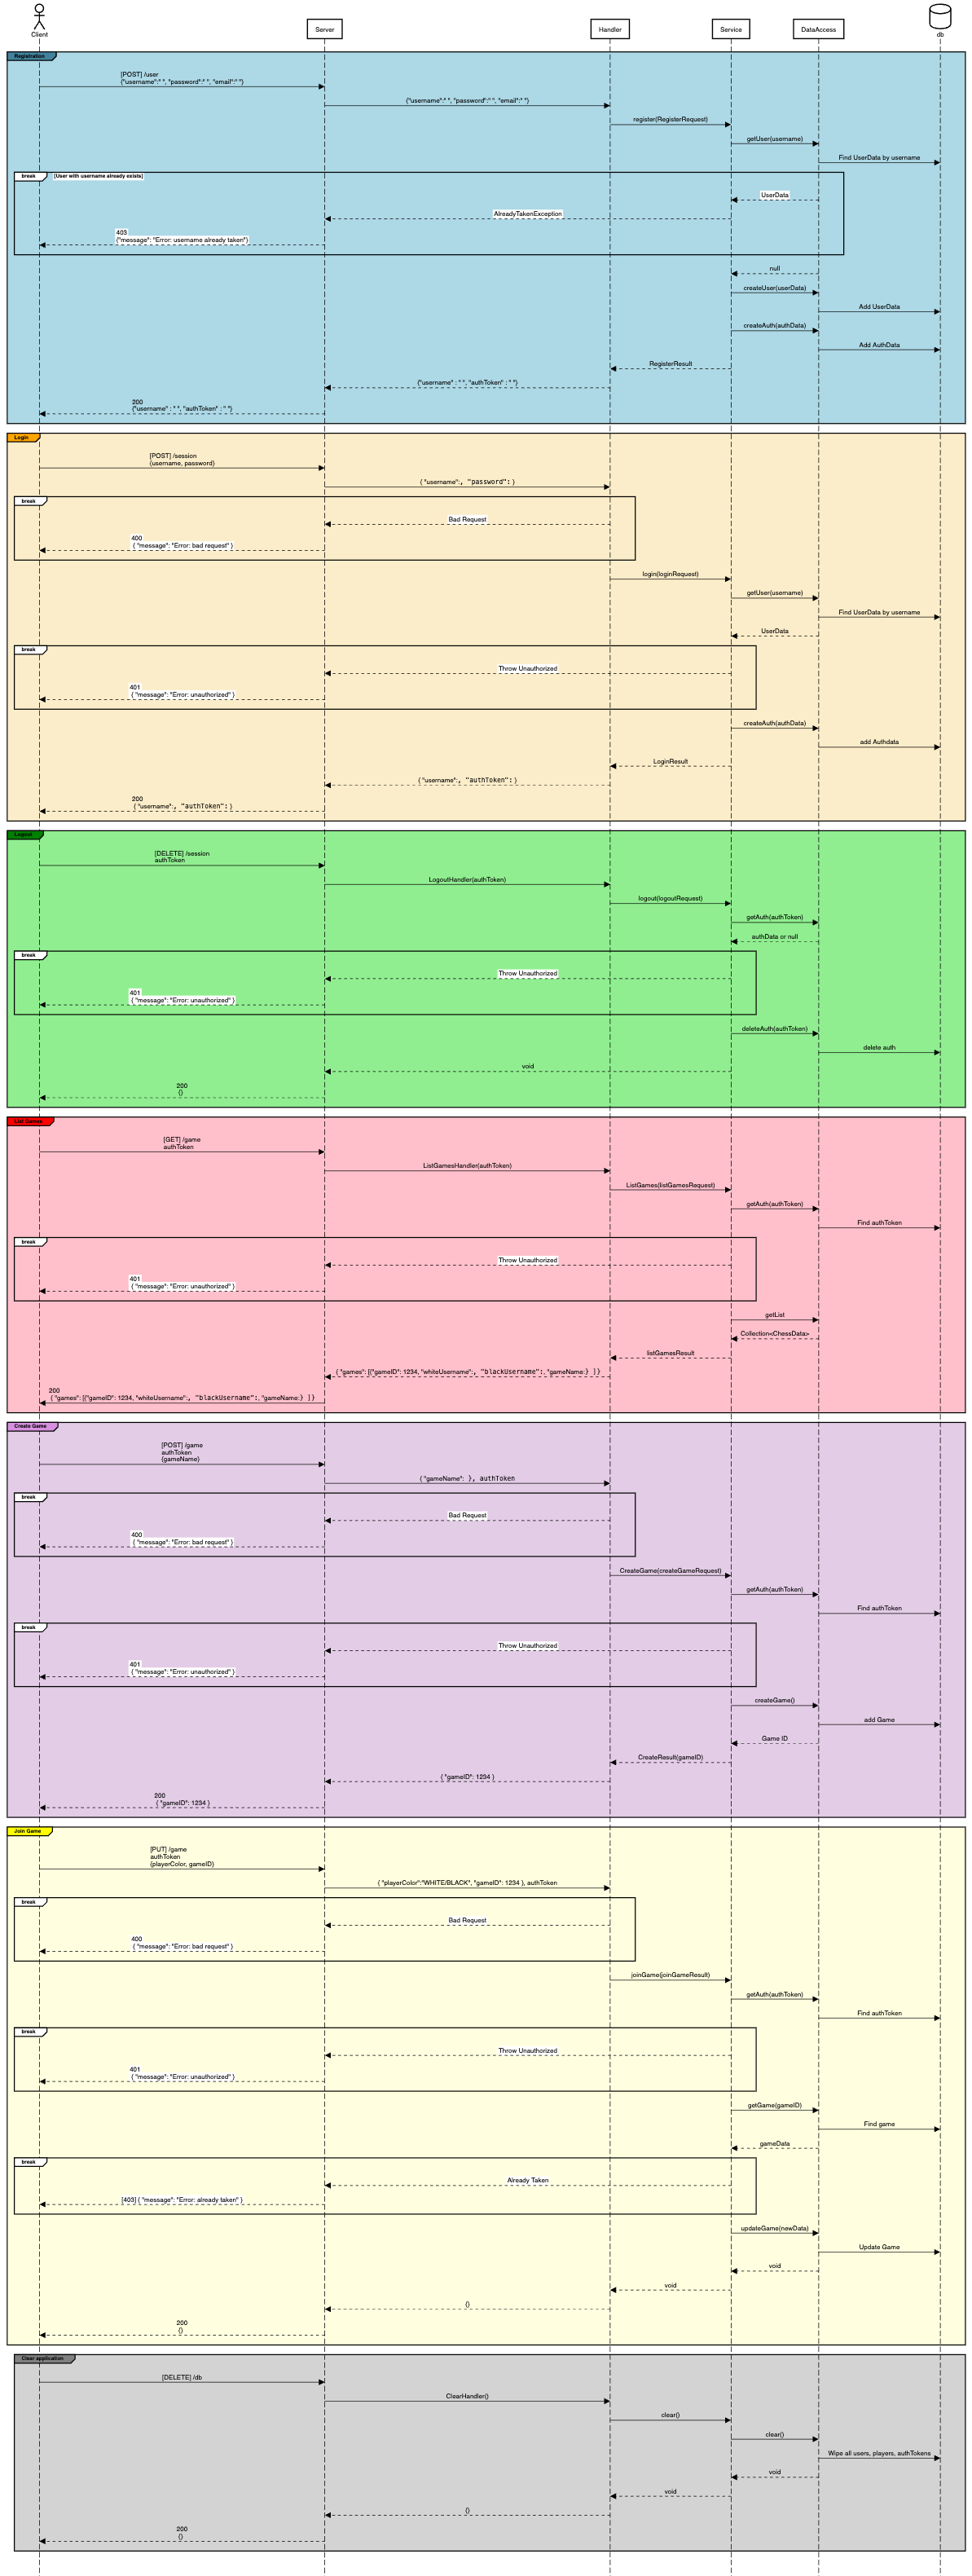 Client
Server
Handler
Service
DataAccess
db
Registration
[POST] /user
{"username":" ", "password":" ", "email":" "}
{"username":" ", "password":" ", "email":" "}
register(RegisterRequest)
getUser(username)
Find UserData by username
break
[User with username already exists]
UserData
AlreadyTakenException
403
{"message": "Error: username already taken"}
null
createUser(userData)
Add UserData
createAuth(authData)
Add AuthData
RegisterResult
{"username" : " ", "authToken" : " "}
200
{"username" : " ", "authToken" : " "}
Login
[POST] /session
{username, password}
{ "username":, "password": }
break
Bad Request
400
{ "message": "Error: bad request" }
login(loginRequest)
getUser(username)
Find UserData by username
UserData
break
Throw Unauthorized
401
{ "message": "Error: unauthorized" }
createAuth(authData)
add Authdata
LoginResult
{ "username":, "authToken": }
200
{ "username":, "authToken": }
Logout
[DELETE] /session
authToken
LogoutHandler(authToken)
logout(logoutRequest)
getAuth(authToken)
authData or null
break
Throw Unauthorized
401
{ "message": "Error: unauthorized" }
deleteAuth(authToken)
delete auth
void
200
{}
List Games
[GET] /game
authToken
ListGamesHandler(authToken)
ListGames(listGamesRequest)
getAuth(authToken)
Find authToken
break
Throw Unauthorized
401
{ "message": "Error: unauthorized" }
getList
Collection<ChessData>
listGamesResult
{ "games": [{"gameID": 1234, "whiteUsername":, "blackUsername":, "gameName:} ]}
200
{ "games": [{"gameID": 1234, "whiteUsername":, "blackUsername":, "gameName:} ]}
Create Game
[POST] /game
authToken
{gameName}
{ "gameName": }, authToken
break
Bad Request
400
{ "message": "Error: bad request" }
CreateGame(createGameRequest)
getAuth(authToken)
Find authToken
break
Throw Unauthorized
401
{ "message": "Error: unauthorized" }
createGame()
add Game
Game ID
CreateResult(gameID)
{ "gameID": 1234 }
200
{ "gameID": 1234 }
Join Game
[PUT] /game
authToken
{playerColor, gameID}
{ "playerColor":"WHITE/BLACK", "gameID": 1234 }, authToken
break
Bad Request
400
{ "message": "Error: bad request" }
joinGame(joinGameResult)
getAuth(authToken)
Find authToken
break
Throw Unauthorized
401
{ "message": "Error: unauthorized" }
getGame(gameID)
Find game
gameData
break
Already Taken
[403] { "message": "Error: already taken" }
updateGame(newData)
Update Game
void
void
{}
200
{}
Clear application
[DELETE] /db
ClearHandler()
clear()
clear()
Wipe all users, players, authTokens
void
void
{}
200
{}